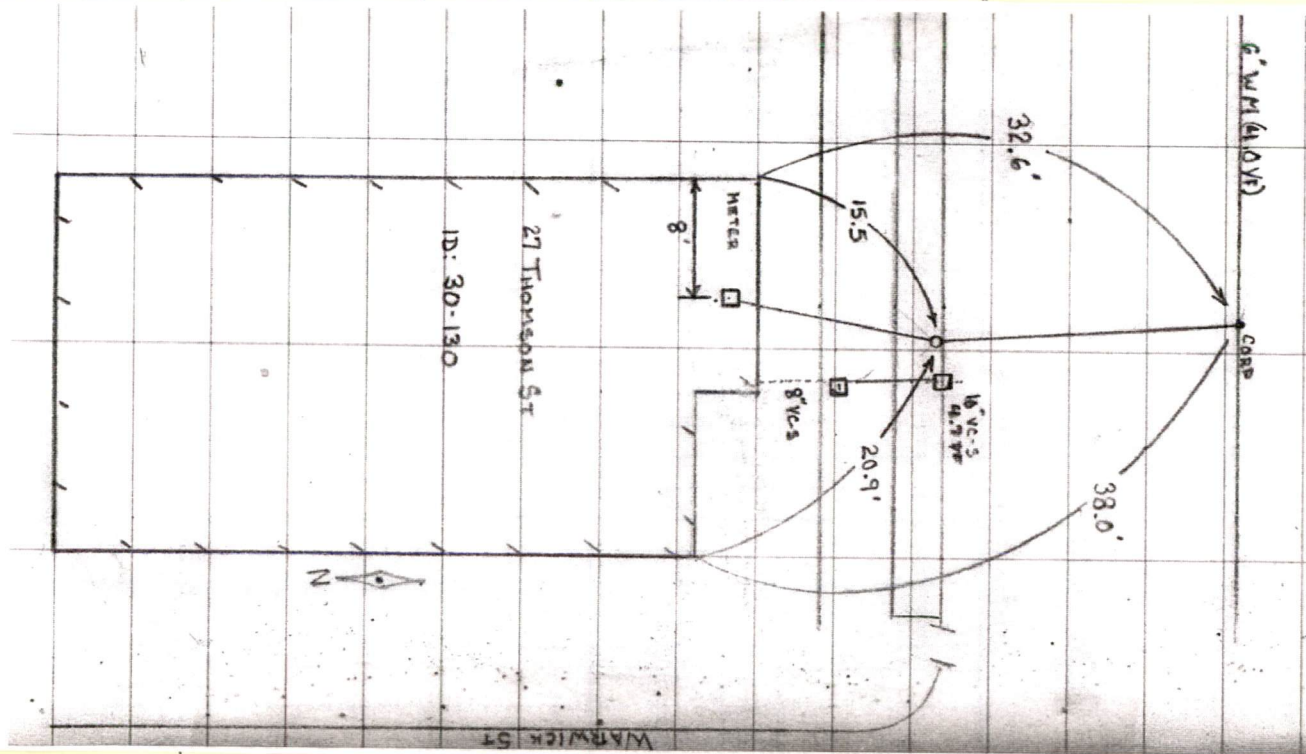 6" WM (4.0 VF)
32.6'
15.5
METER
8'
27 THOMSON ST
ID: 30-130
CORP
8" VC-S
20.9'
38.0'
N
WARWICK ST